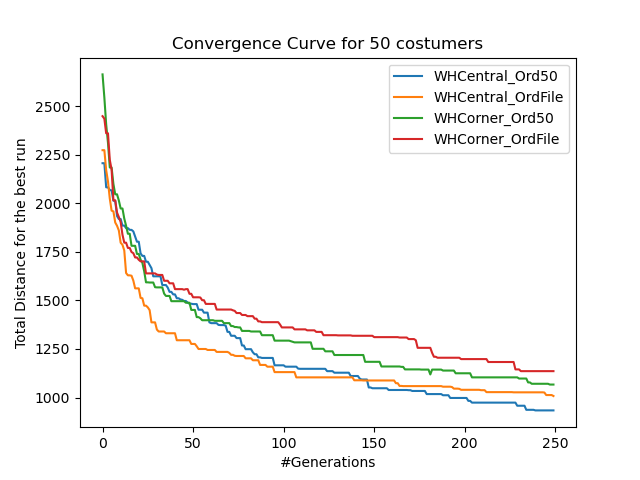 Convergence Curve for 50 costumers
WHCentral_Ord50
WHCentral_OrdFile
WHCorner_Ord50
WHCorner_OrdFile
Total Distance for the best run
2500
2250
2000
1750
1500
1250
1000
0 50 100 150 200 250
#Generations